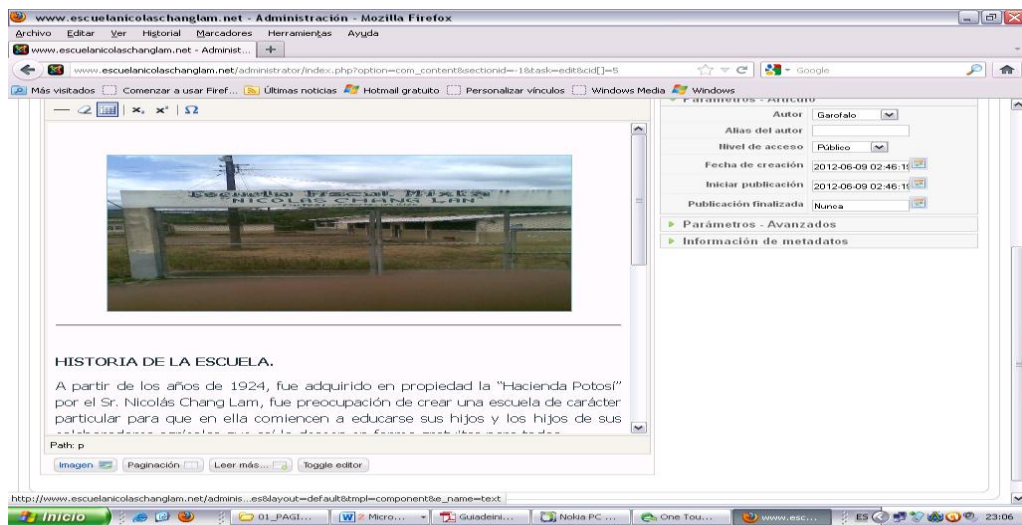 www.escuelanicolaschanglam.net - Administración - Mozilla Firefox
Archivo Editar Ver Historial Marcadores Herramientas Ayuda
www.escuelanicolaschanglam.net - Administ...
www.escuelanicolaschanglam.net/administrator/index.php?option=com_content&sectionid=-1&task=edit&cid[]=5
Google
Más visitados Comenzar a usar Firef... Últimas noticias Hotmail gratuito Personalizar vínculos Windows Media Windows
Parámetros - Artículo
Autor Garofalo
Alias del autor
Nivel de acceso Público
Fecha de creación 2012-06-09 02:46:19
Iniciar publicación 2012-06-09 02:46:19
Publicación finalizada Nunca
Parámetros - Avanzados
Información de metadatos
Escuela Fiscal Mixta"
NICOLAS CHANG LAN
HISTORIA DE LA ESCUELA.
A partir de los años de 1924, fue adquirido en propiedad la "Hacienda Potosí"
por el Sr. Nicolás Chang Lam, fue preocupación de crear una escuela de carácter
particular para que en ella comiencen a educarse sus hijos y los hijos de sus
Path: p
Imagen Paginación Leer más... Toggle editor
http://www.escuelanicolaschanglam.net/adminis...es&layout=default&tmpl=component&e_name=text
Inicio 01_PAGI... 2 Micro... Guiadeini... Nokia PC ... One Tou... www.esc... ES 23:06